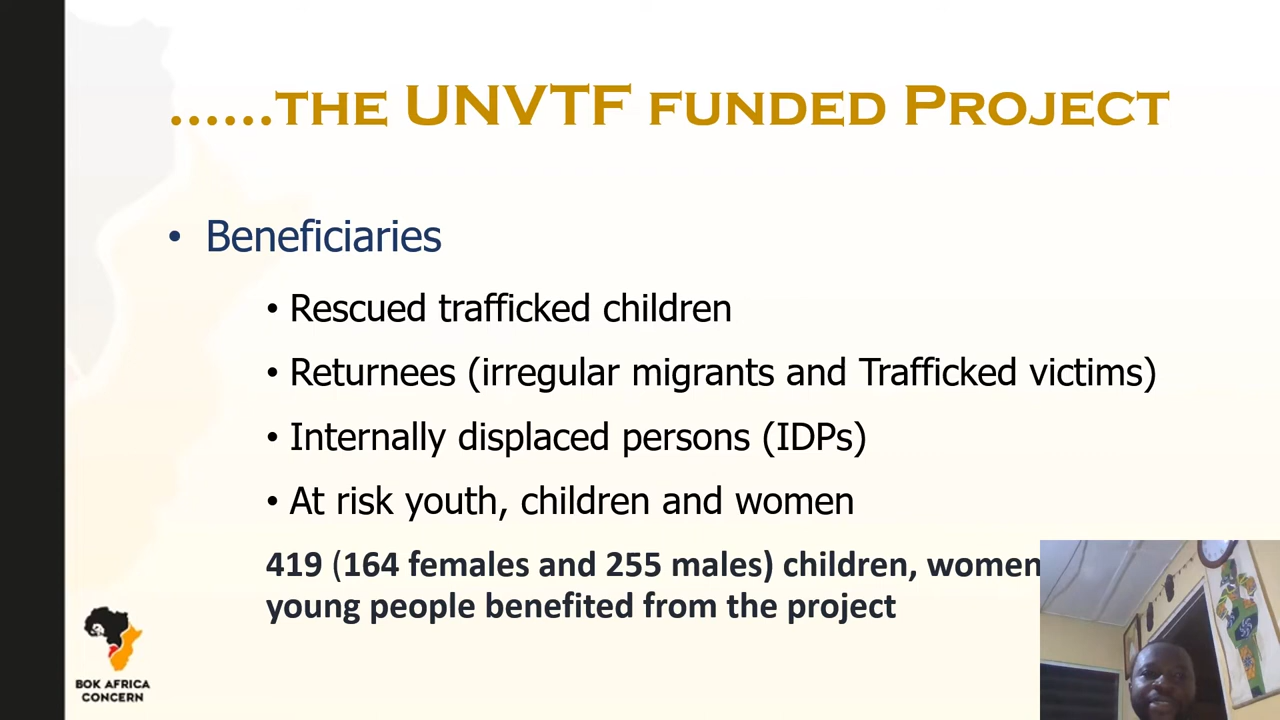 ......THE UNVTF FUNDED PROJECT
• Beneficiaries
• Rescued trafficked children
• Returnees (irregular migrants and Trafficked victims)
• Internally displaced persons (IDPs)
• At risk youth, children and women
419 (164 females and 255 males) children, women
young people benefited from the project
BOK AFRICA
CONCERN